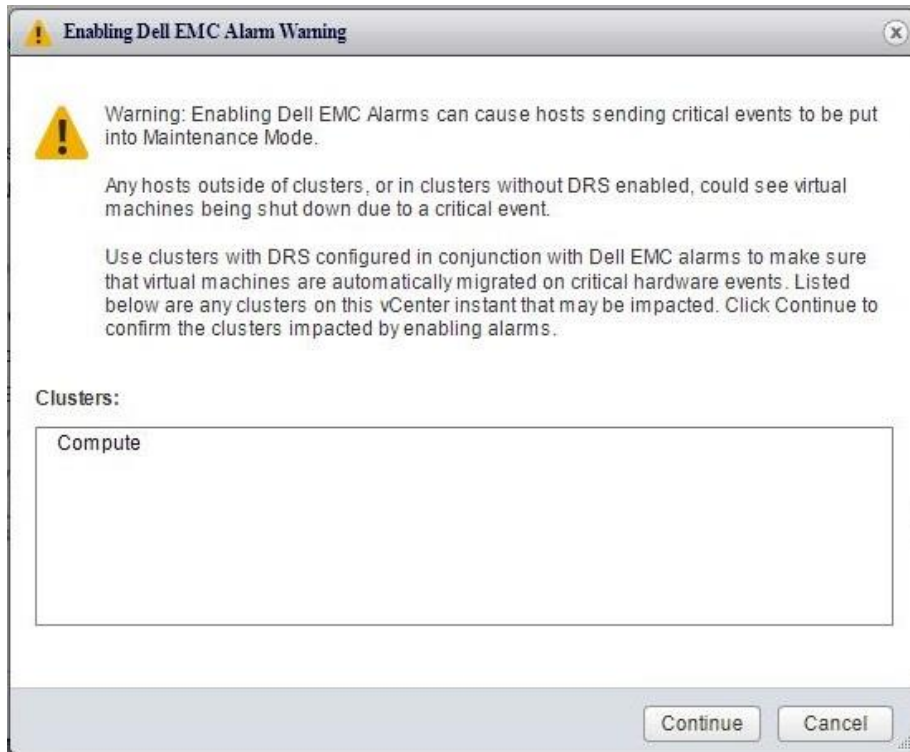 Enabling Dell EMC Alarm Warning
Warning: Enabling Dell EMC Alarms can cause hosts sending critical events to be put
into Maintenance Mode.
Any hosts outside of clusters, or in clusters without DRS enabled, could see virtual
machines being shut down due to a critical event.
Use clusters with DRS configured in conjunction with Dell EMC alarms to make sure
that virtual machines are automatically migrated on critical hardware events. Listed
below are any clusters on this vCenter instant that may be impacted. Click Continue to
confirm the clusters impacted by enabling alarms.
Clusters:
Compute
Continue Cancel